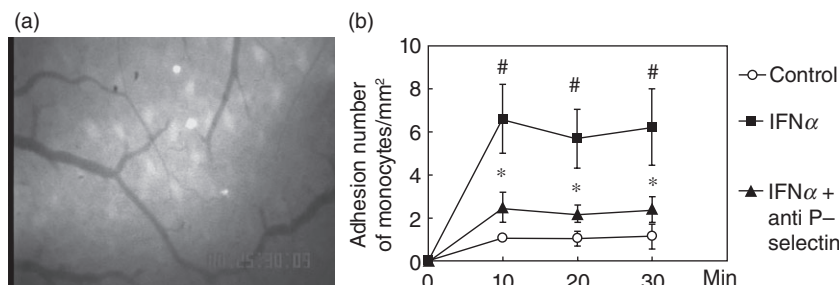 (a)
(b)
Adhesion number
of monocytes/mm²
10
8
6
4
2
0
# # #
* * *
0 10 20 30 Min
Control
IFNα
IFNα +
anti P–
selectin